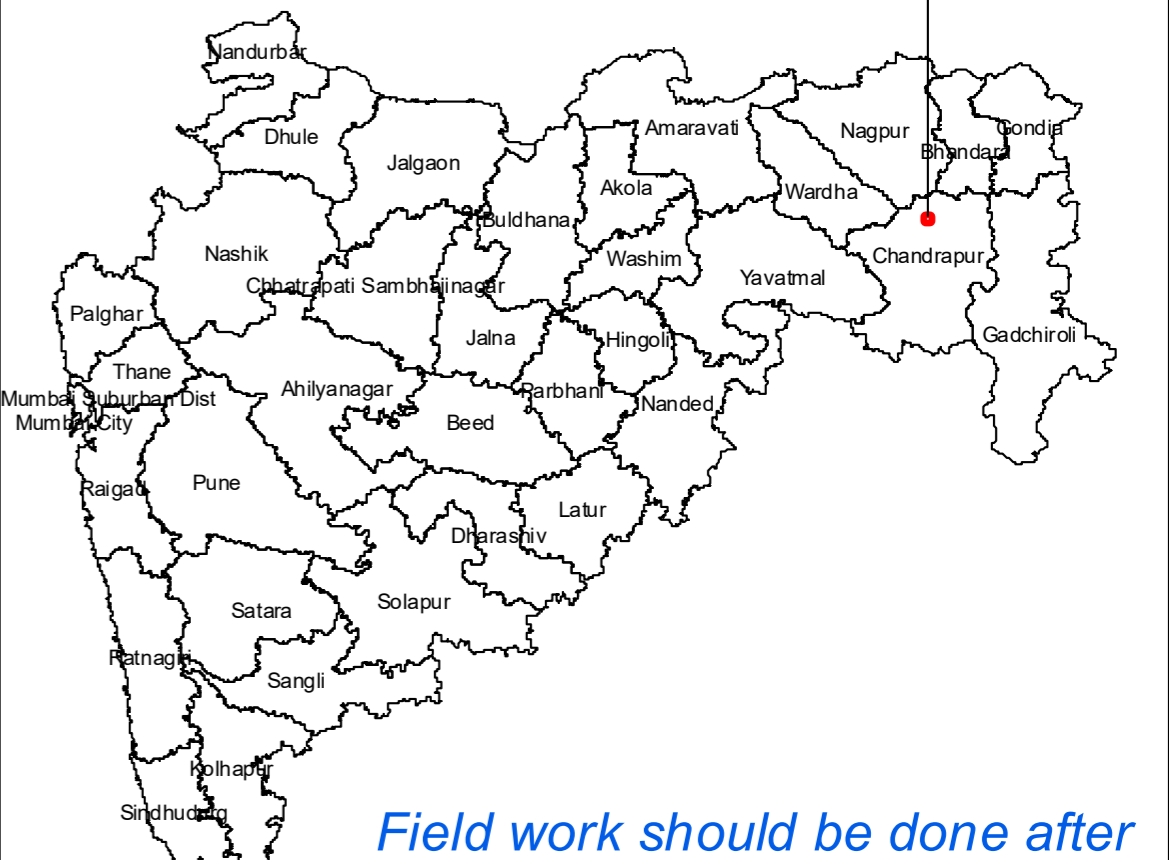 Nandurbar
Dhule
Jalgaon
Amaravati
Nagpur
Gondia
Bhandara
Akola
Wardha
Buldhana
Nashik
Washim
Chandrapur
Yavatmal
Chhatrapati Sambhajinagar
Palghar
Jalna
Hingoli
Gadchiroli
Thane
Ahilyanagar
Parbhani
Mumbai Suburban Dist
Nanded
Mumbai City
Beed
Raigad
Pune
Latur
Dharashiv
Satara
Solapur
Ratnagiri
Sangli
Kolhapur
Sindhudurg
Field work should be done after